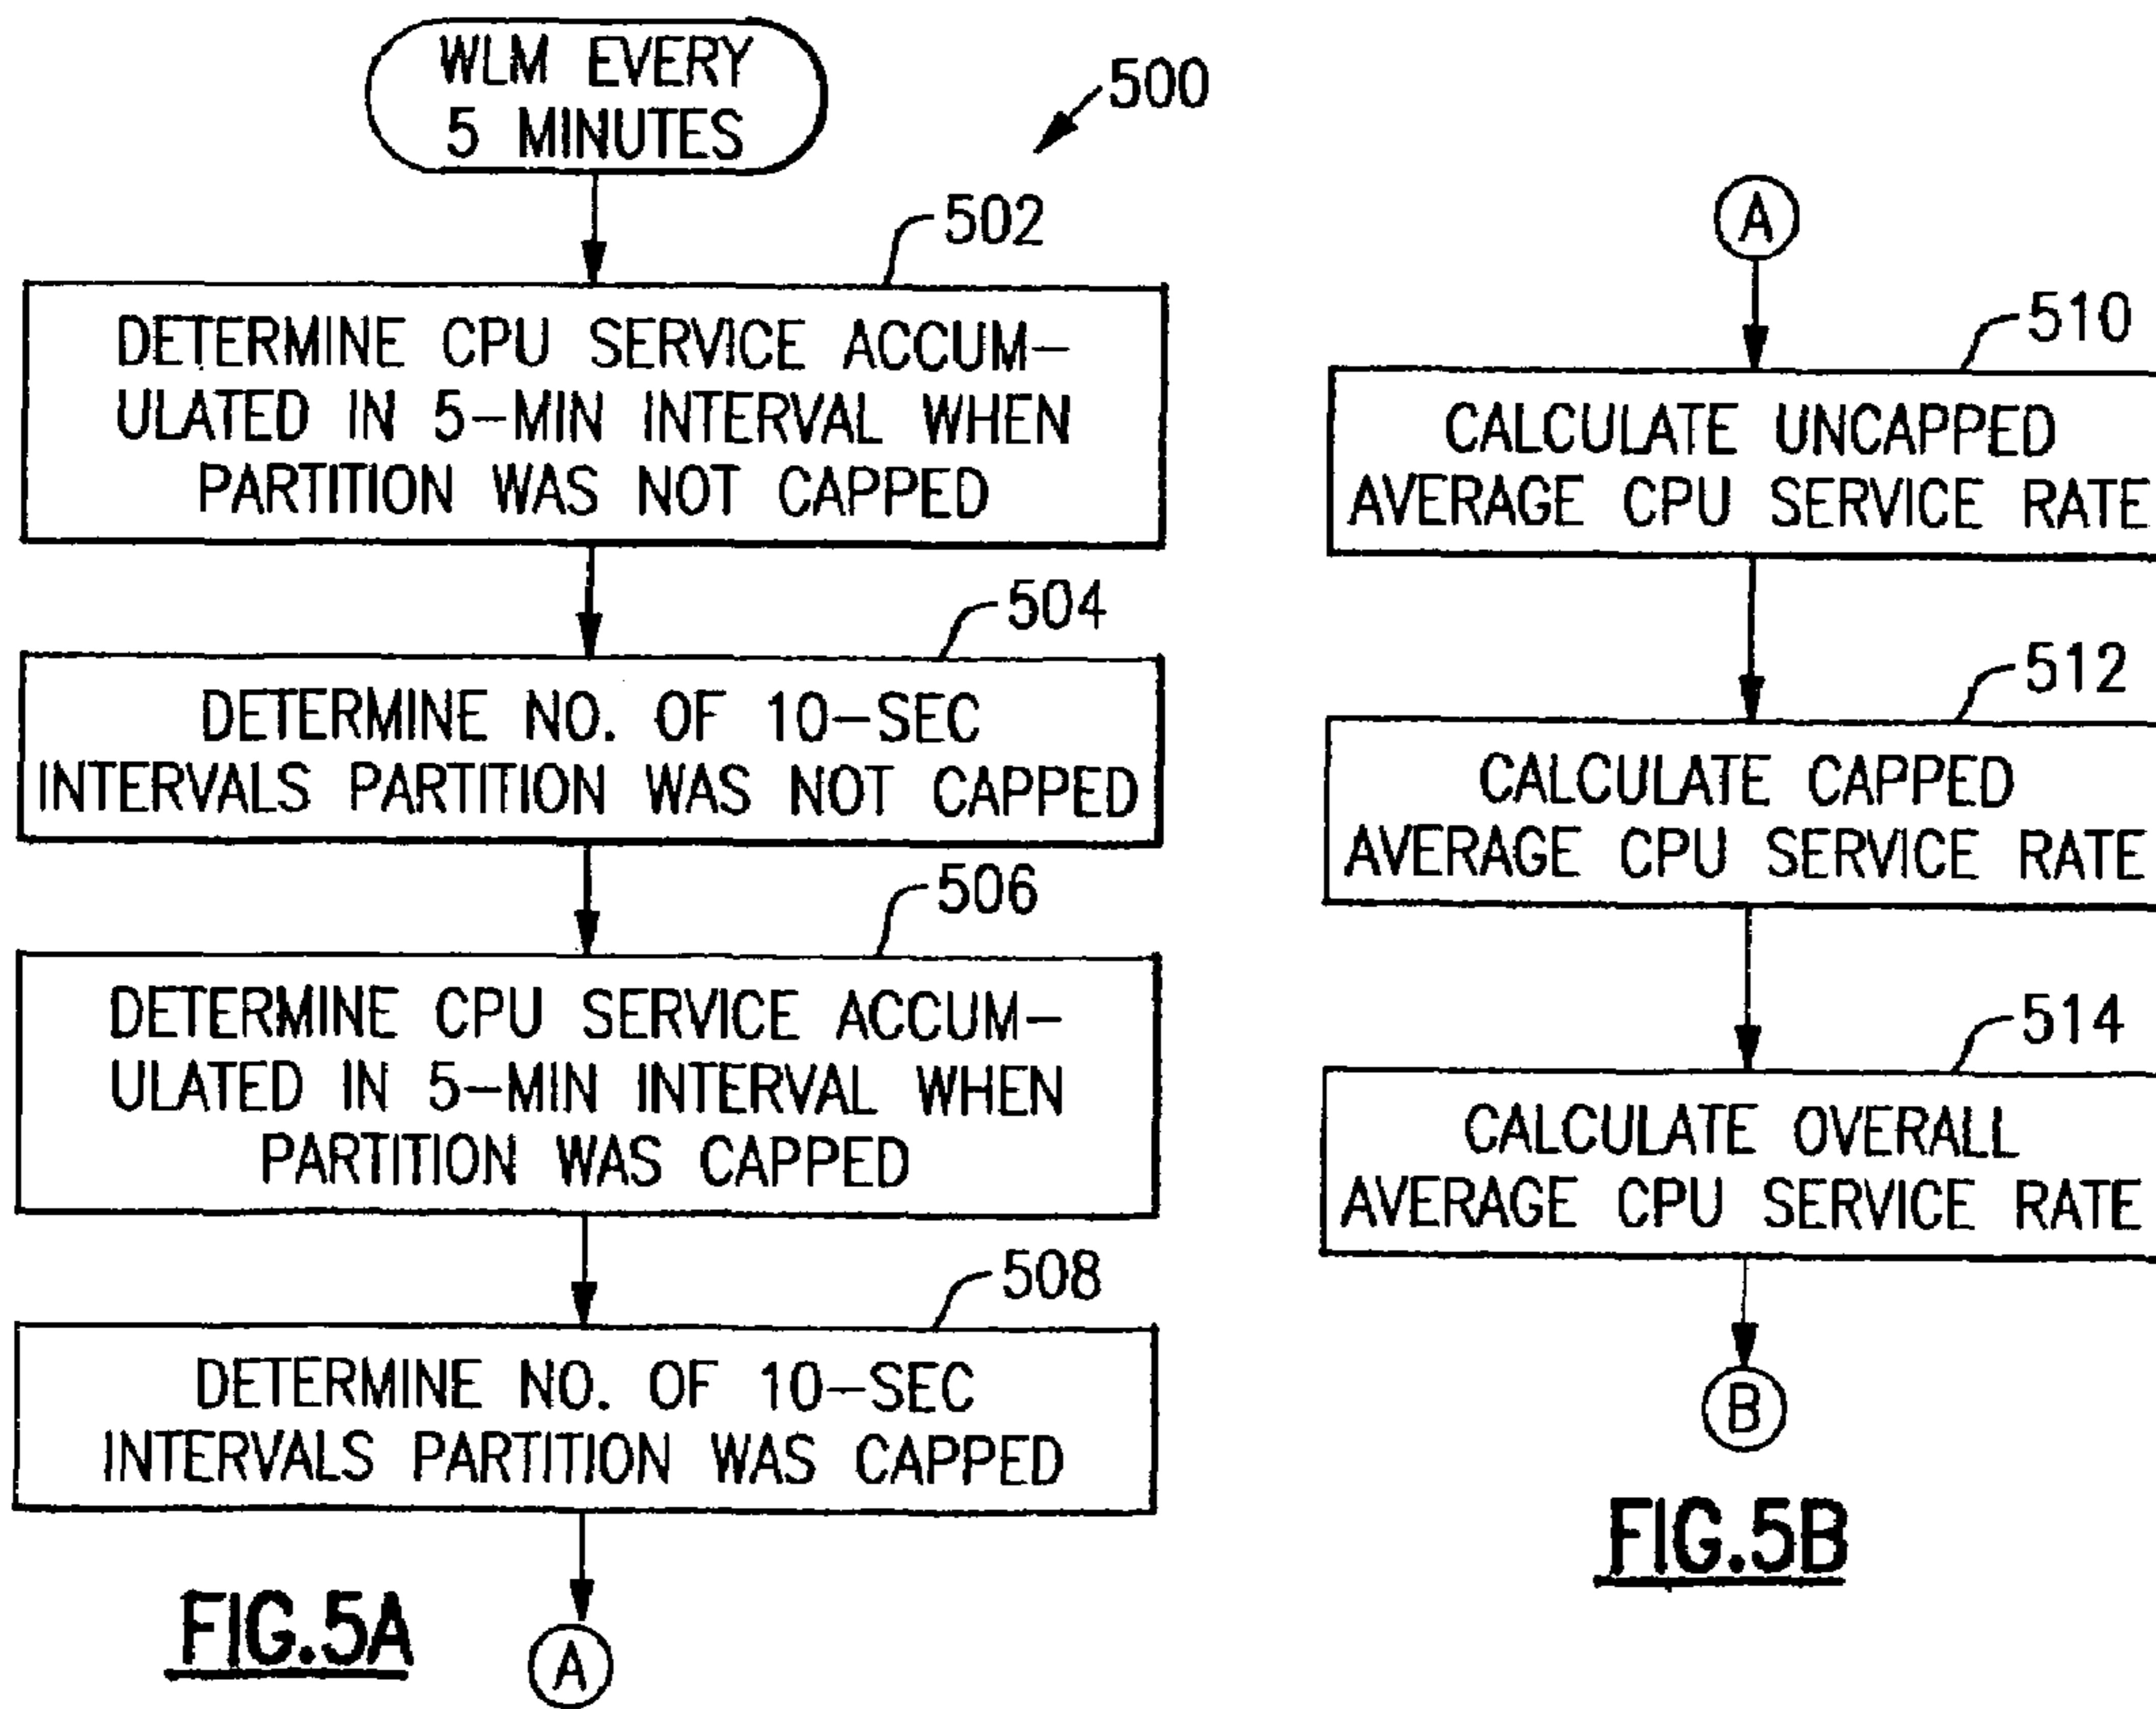 WLM EVERY
5 MINUTES
500
502
DETERMINE CPU SERVICE ACCUM-
ULATED IN 5-MIN INTERVAL WHEN
PARTITION WAS NOT CAPPED
504
DETERMINE NO. OF 10-SEC
INTERVALS PARTITION WAS NOT CAPPED
506
DETERMINE CPU SERVICE ACCUM-
ULATED IN 5-MIN INTERVAL WHEN
PARTITION WAS CAPPED
508
DETERMINE NO. OF 10-SEC
INTERVALS PARTITION WAS CAPPED
A
FIG.5A
A
510
CALCULATE UNCAPPED
AVERAGE CPU SERVICE RATE
512
CALCULATE CAPPED
AVERAGE CPU SERVICE RATE
514
CALCULATE OVERALL
AVERAGE CPU SERVICE RATE
B
FIG.5B